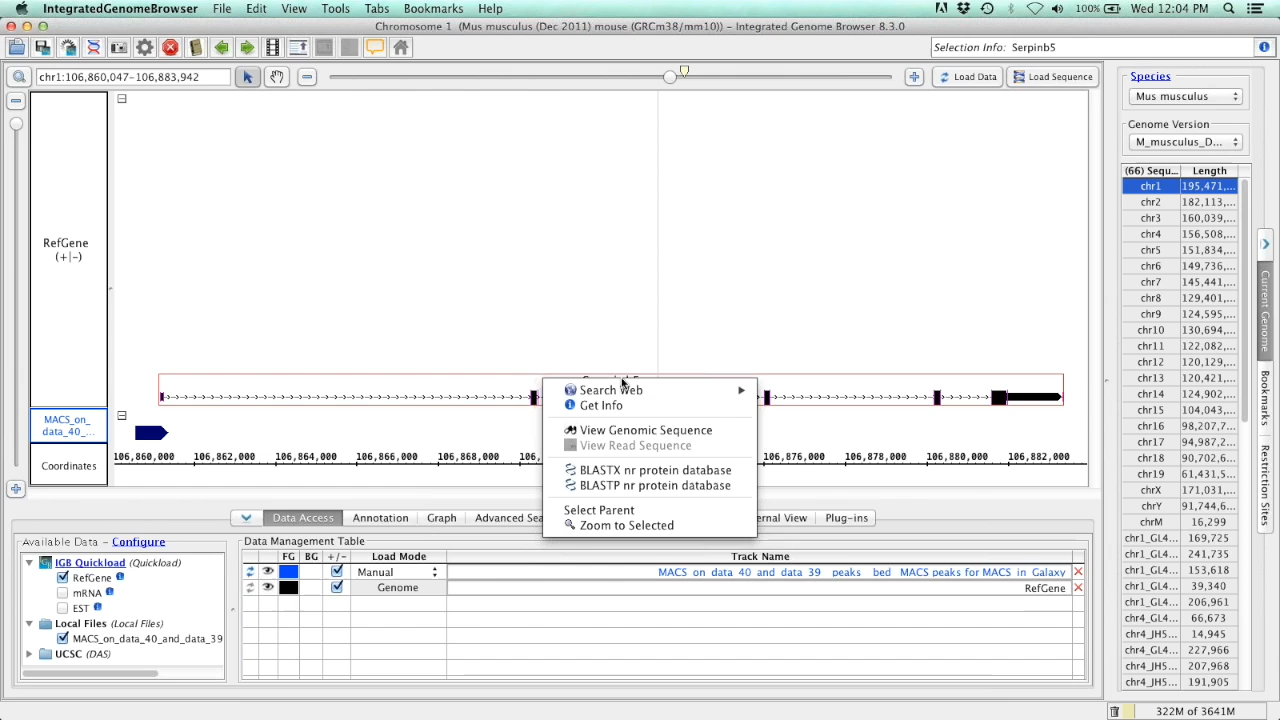 IntegratedGenomeBrowser File Edit View Tools Tabs Bookmarks Help 100% Wed 12:04 PM
Chromosome 1 (Mus musculus (Dec 2011) mouse (GRCm38/mm10)) - Integrated Genome Browser 8.3.0
Selection Info: Serpinb5
chr1:106,860,047-106,883,942
Load Data
Load Sequence
Species
Mus musculus
Genome Version
M_musculus_D...
(66) Sequ... Length
chr1 195,471,...
chr2 182,113,...
chr3 160,039,...
chr4 156,508,...
chr5 151,834,...
chr6 149,736,...
chr7 145,441,...
chr8 129,401,...
chr9 124,595,...
chr10 130,694,...
chr11 122,082,...
chr12 120,129,...
chr13 120,421,...
chr14 124,902,...
chr15 104,043,...
chr16 98,207,7...
chr17 94,987,2...
chr18 90,702,6...
chr19 61,431,5...
chrX 171,031,...
chrY 91,744,6...
chrM 16,299
chr1_GL4... 169,725
chr1_GL4... 241,735
chr1_GL4... 153,618
chr1_GL4... 39,340
chr1_GL4... 206,961
chr4_GL4... 66,673
chr4_JH5... 14,945
chr4_GL4... 227,966
chr4_JH5... 207,968
chr4_JH5... 191,905
Current Genome
Bookmarks
Restriction Sites
RefGene
(+|-)
MACS_on_
data_40_...
Coordinates
106,860,000 106,862,000 106,864,000 106,866,000 106,8 106,876,000 106,878,000 106,880,000 106,882,000
Search Web
Get Info
View Genomic Sequence
View Read Sequence
BLASTX nr protein database
BLASTP nr protein database
Select Parent
Zoom to Selected
Data Access Annotation Graph Advanced Sea ernal View Plug-ins
Available Data - Configure
IGB Quickload (Quickload)
RefGene
mRNA
EST
Local Files (Local Files)
MACS_on_data_40_and_data_39
UCSC (DAS)
Data Management Table
FG BG +/- Load Mode Track Name
Manual MACS on data 40 and data 39 peaks bed MACS peaks for MACS in Galaxy
Genome RefGene
322M of 3641M